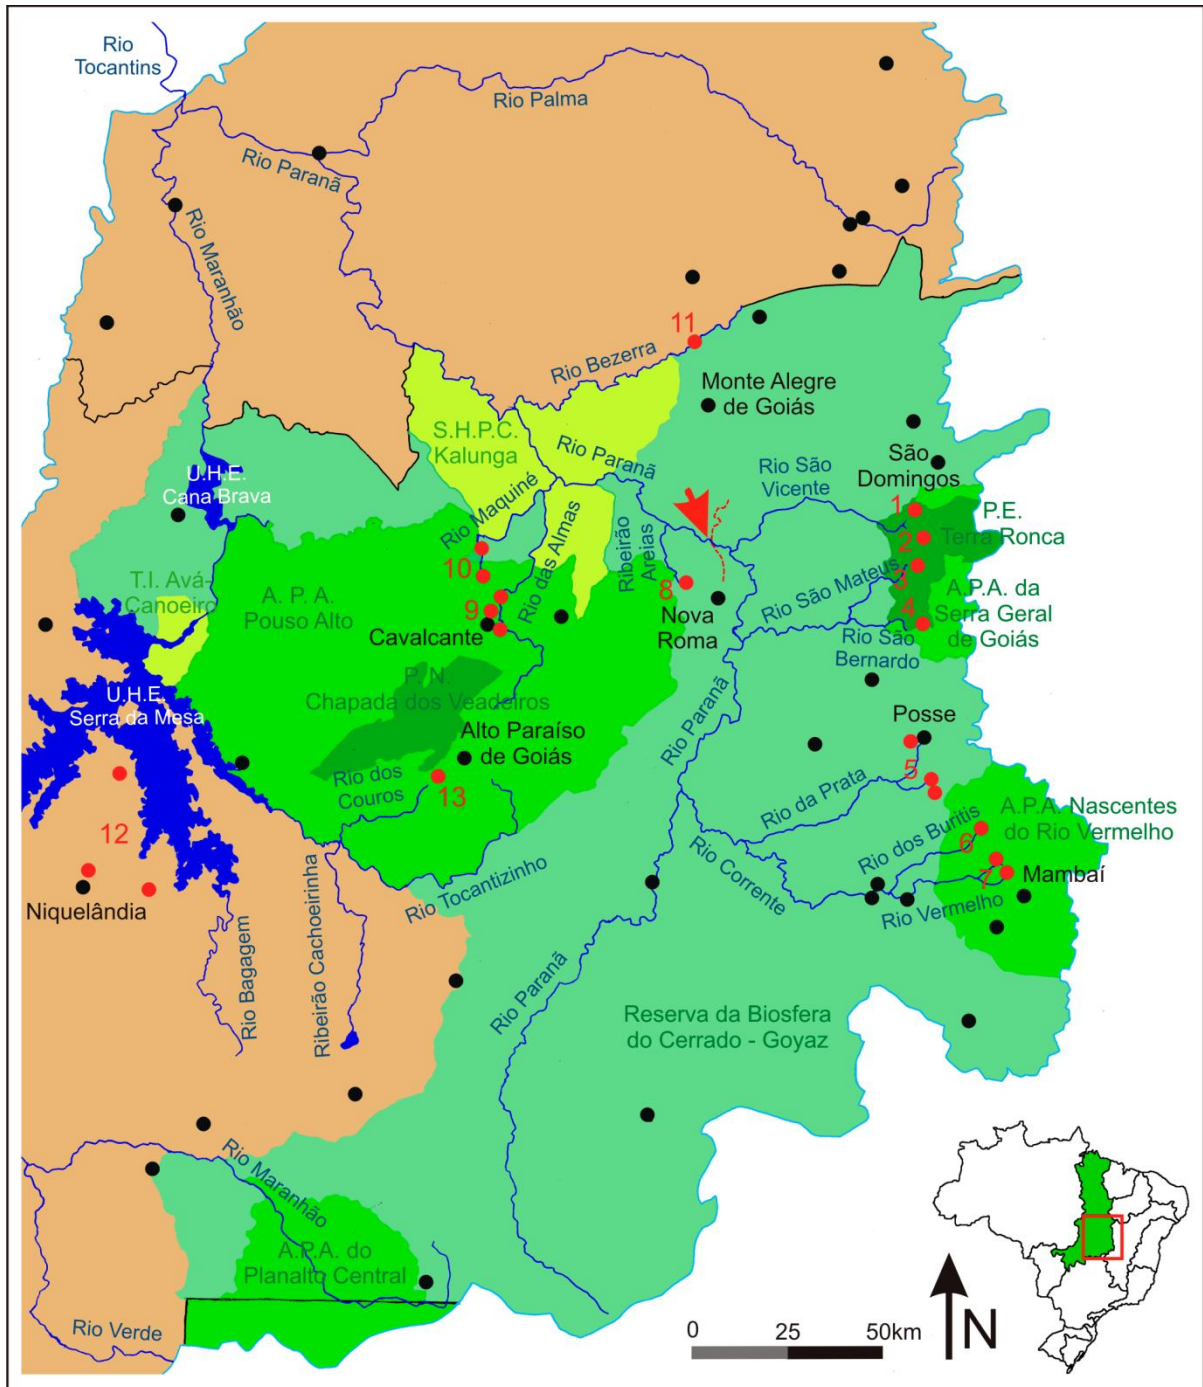 Rio
Tocantins
Rio Palma
Rio Paranã
Rio Maranhão
11
Rio Bezerra
Monte Alegre
de Goiás
S.H.P.C.
Kalunga
Rio Paranã
São
Domingos
Rio São
Vicente
U.H.E.
Cana Brava
Rio Maquiné
Rio das Almas
Ribeirão
Areias
1
P.E.
Terra Ronca
2
T.I. Avá-
Canoeiro
A. P. A.
Pouso Alto
10
8
Rio São Mateus
3
A.P.A. da
Serra Geral
de Goiás
9
Cavalcante
Nova
Roma
4
Rio São
Bernardo
U.H.E.
Serra da Mesa
P. N.
Chapada dos Veadeiros
Rio Paranã
Posse
Alto Paraíso
de Goiás
Rio dos
Couros
13
5
Rio da Prata
12
Rio dos Buritis
A.P.A. Nascentes
do Rio Vermelho
6
7
Mambaí
Niquelândia
Rio Corrente
Rio Vermelho
Rio Tocantizinho
Rio Bagagem
Ribeirão Cachoeirinha
Rio Paranã
Reserva da Biosfera
do Cerrado - Goyaz
Rio Maranhão
A.P.A. do
Planalto Central
Rio Verde
0 25 50km
N